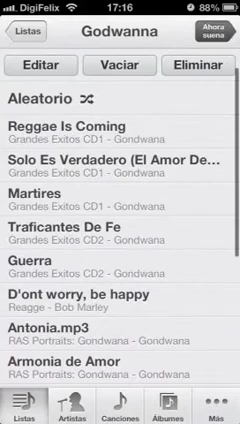 DigiFelix 17:16 88%
Listas Godwanna Ahora suena
Editar Vaciar Eliminar
Aleatorio
Reggae Is Coming
Grandes Exitos CD1 - Gondwana
Solo Es Verdadero (El Amor De...
Grandes Exitos CD1 - Gondwana
Martires
Grandes Exitos CD1 - Gondwana
Traficantes De Fe
Grandes Exitos CD2 - Gondwana
Guerra
Grandes Exitos CD2 - Gondwana
D'ont worry, be happy
Reagge - Bob Marley
Antonia.mp3
RAS Portraits: Gondwana - Gondwana
Armonia de Amor
RAS Portraits: Gondwana - Gondwana
Listas Artistas Canciones Álbumes Más